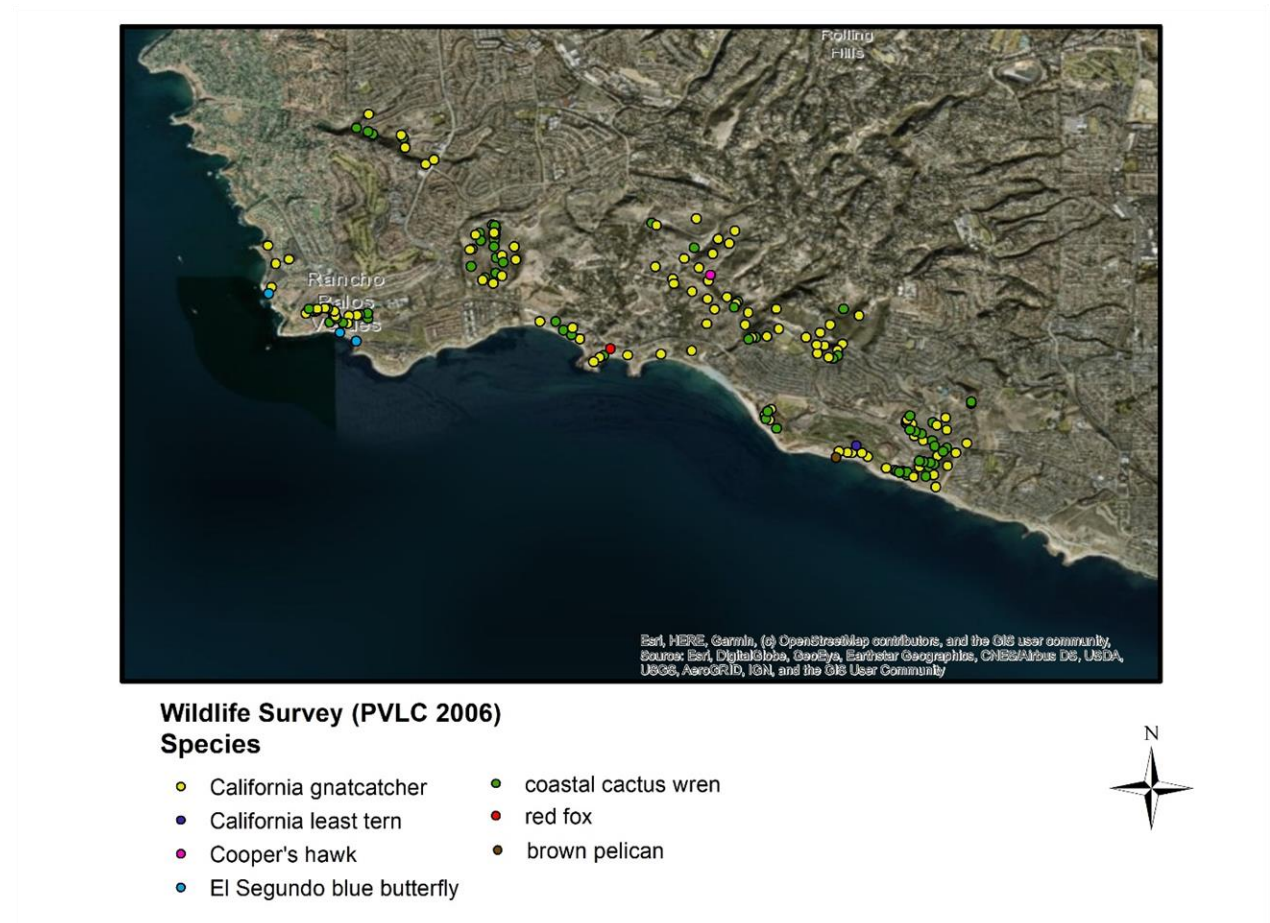 Rolling
Hills
Rancho
Palos
Verdes
Esri, HERE, Garmin, (c) OpenStreetMap contributors, and the GIS user community,
Source: Esri, DigitalGlobe, GeoEye, Earthstar Geographics, CNES/Airbus DS, USDA,
USGS, AeroGRID, IGN, and the GIS User Community
Wildlife Survey (PVLC 2006)
Species
California gnatcatcher
California least tern
Cooper's hawk
El Segundo blue butterfly
coastal cactus wren
red fox
brown pelican
N